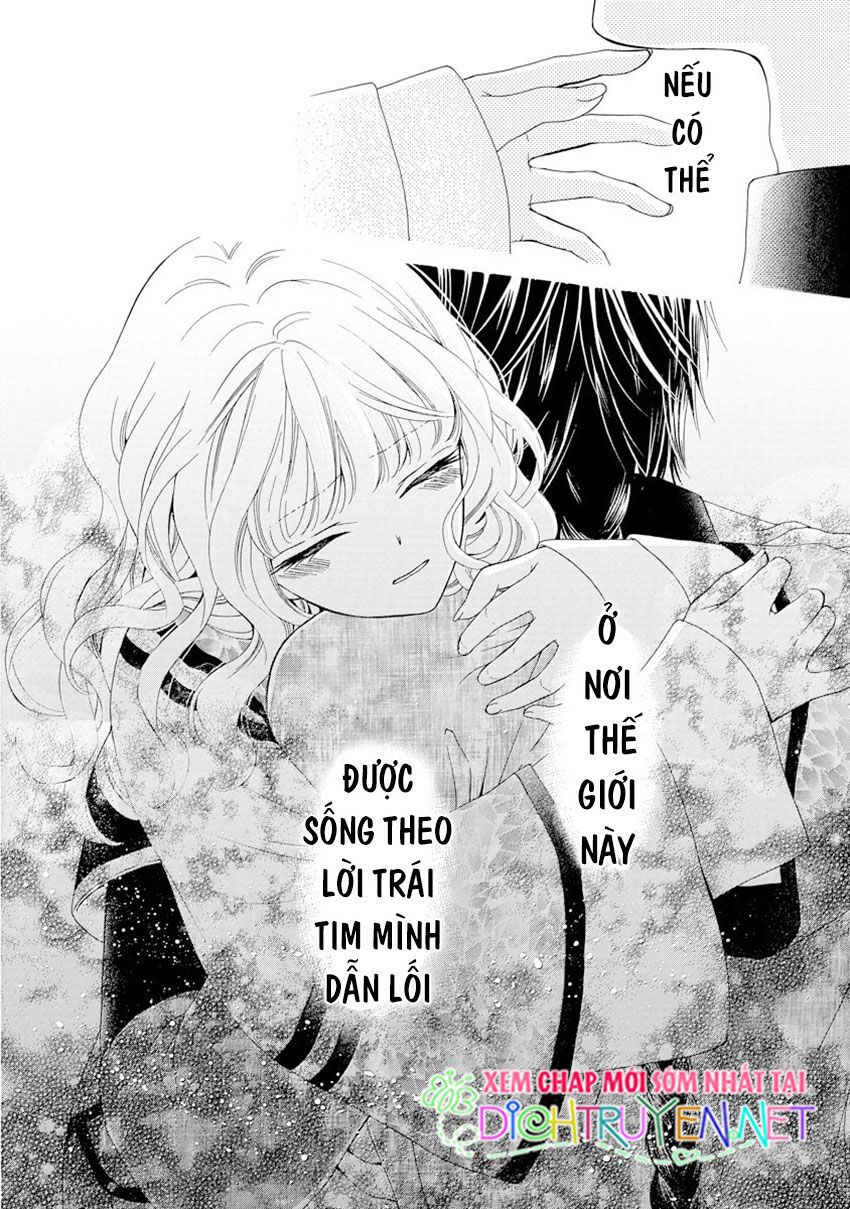 NẾU
CÓ
THỂ
Ở
NƠI
THẾ
GIỚI
NÀY
ĐƯỢC
SỐNG THEO
LỜI TRÁI
TIM MÌNH
DẪN LỐI
XEM CHAP MỚI SỚM NHẤT TẠI
DICHTRUYEN.NET